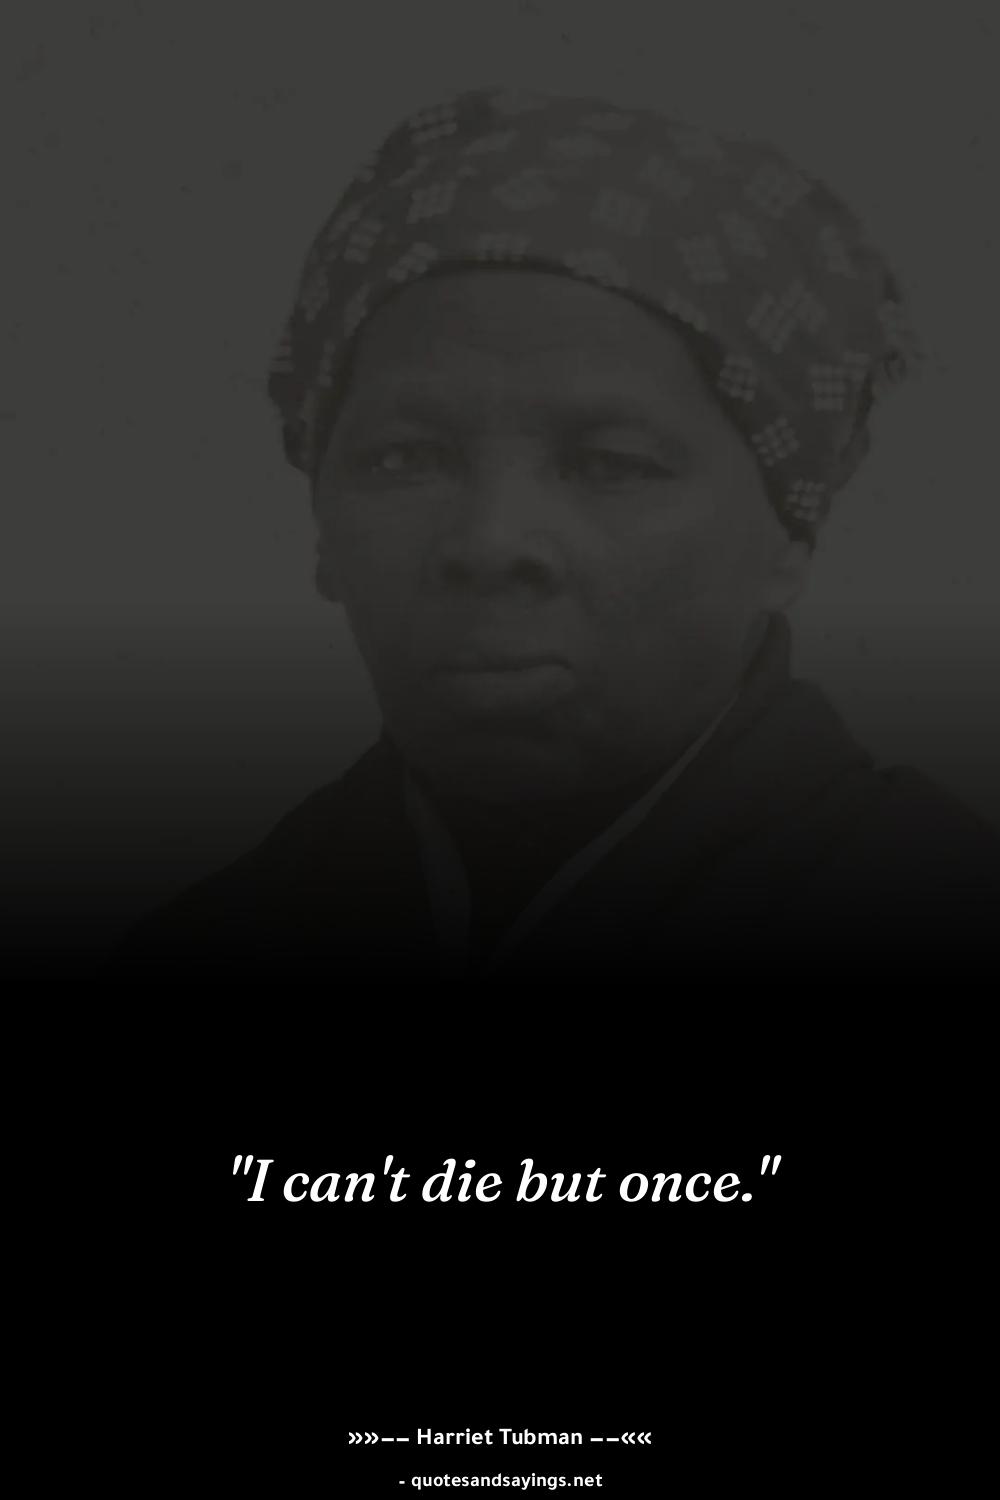 "I can't die but once."
»»−− Harriet Tubman −−««
- quotesandsayings.net